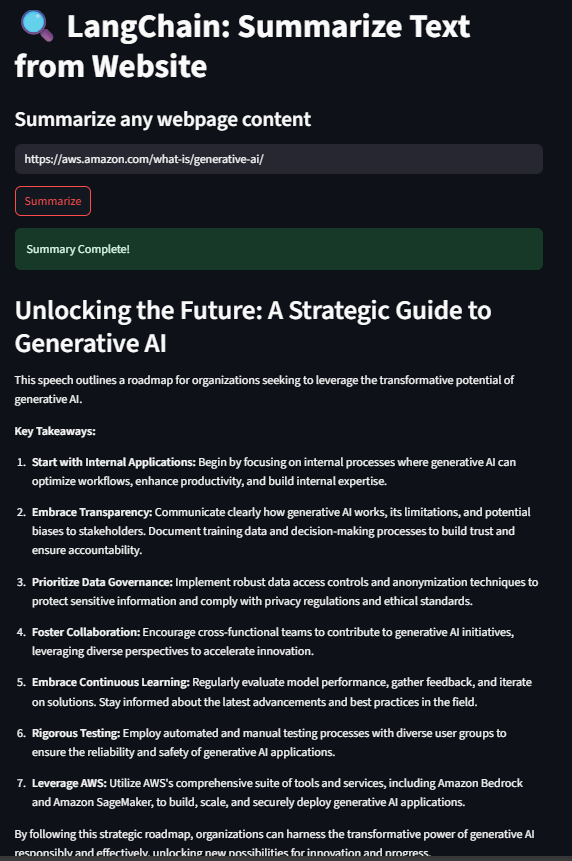 LangChain: Summarize Text
from Website
Summarize any webpage content
https://aws.amazon.com/what-is/generative-ai/
Summarize
Summary Complete!
Unlocking the Future: A Strategic Guide to
Generative AI
This speech outlines a roadmap for organizations seeking to leverage the transformative potential of
generative AI.
Key Takeaways:
1. Start with Internal Applications: Begin by focusing on internal processes where generative AI can
optimize workflows, enhance productivity, and build internal expertise.
2. Embrace Transparency: Communicate clearly how generative AI works, its limitations, and potential
biases to stakeholders. Document training data and decision-making processes to build trust and
ensure accountability.
3. Prioritize Data Governance: Implement robust data access controls and anonymization techniques to
protect sensitive information and comply with privacy regulations and ethical standards.
4. Foster Collaboration: Encourage cross-functional teams to contribute to generative AI initiatives,
leveraging diverse perspectives to accelerate innovation.
5. Embrace Continuous Learning: Regularly evaluate model performance, gather feedback, and iterate
on solutions. Stay informed about the latest advancements and best practices in the field.
6. Rigorous Testing: Employ automated and manual testing processes with diverse user groups to
ensure the reliability and safety of generative AI applications.
7. Leverage AWS: Utilize AWS's comprehensive suite of tools and services, including Amazon Bedrock
and Amazon SageMaker, to build, scale, and securely deploy generative AI applications.
By following this strategic roadmap, organizations can harness the transformative power of generative AI
responsibly and effectively, unlocking new possibilities for innovation and progress.